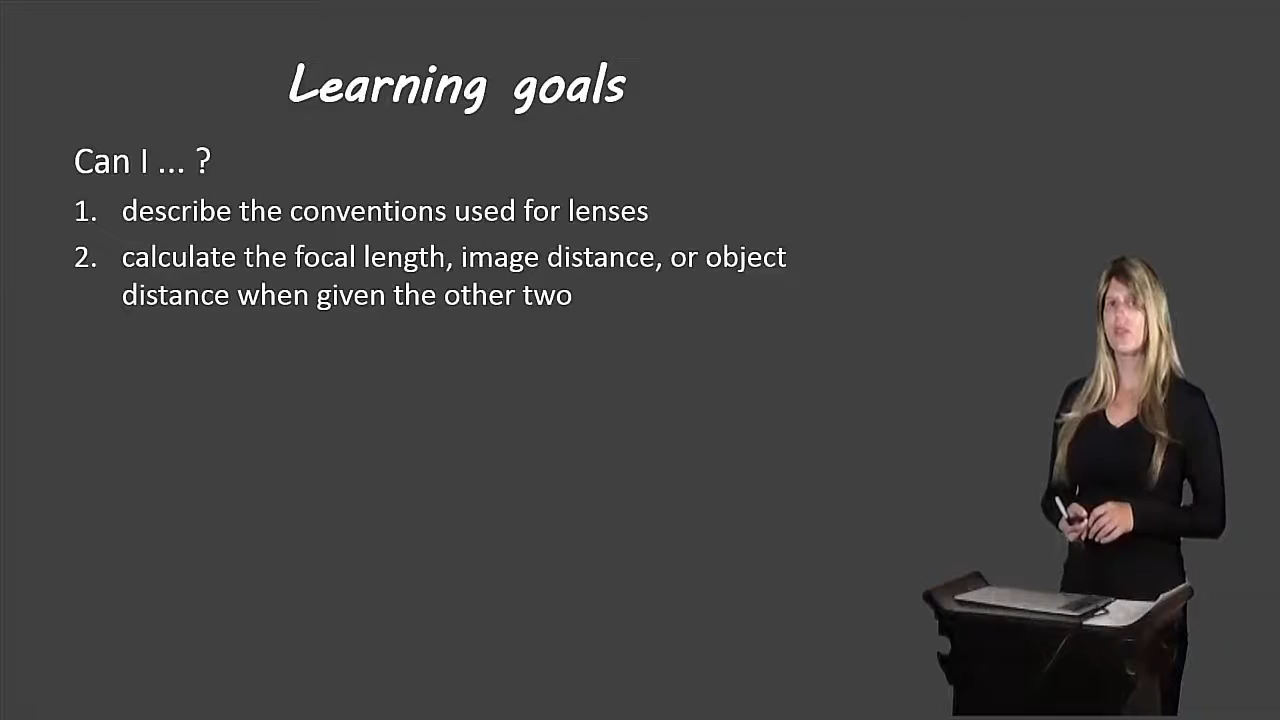 Learning goals
Can I ... ?
1. describe the conventions used for lenses
2. calculate the focal length, image distance, or object
distance when given the other two